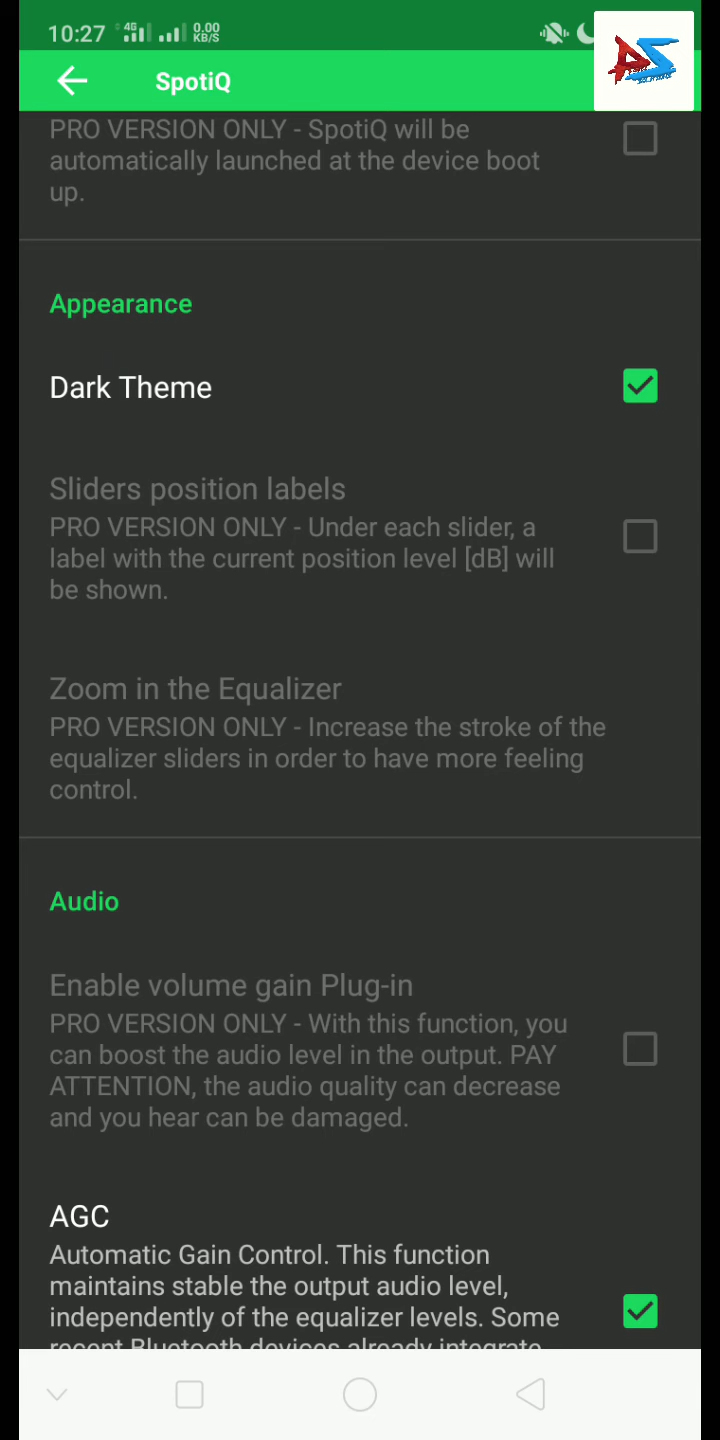 10:27 4G 0.00 KB/S
SpotiQ
PRO VERSION ONLY - SpotiQ will be
automatically launched at the device boot
up.
Appearance
Dark Theme
Sliders position labels
PRO VERSION ONLY - Under each slider, a
label with the current position level [dB] will
be shown.
Zoom in the Equalizer
PRO VERSION ONLY - Increase the stroke of the
equalizer sliders in order to have more feeling
control.
Audio
Enable volume gain Plug-in
PRO VERSION ONLY - With this function, you
can boost the audio level in the output. PAY
ATTENTION, the audio quality can decrease
and you hear can be damaged.
AGC
Automatic Gain Control. This function
maintains stable the output audio level,
independently of the equalizer levels. Some
recent Bluetooth devices already integrate